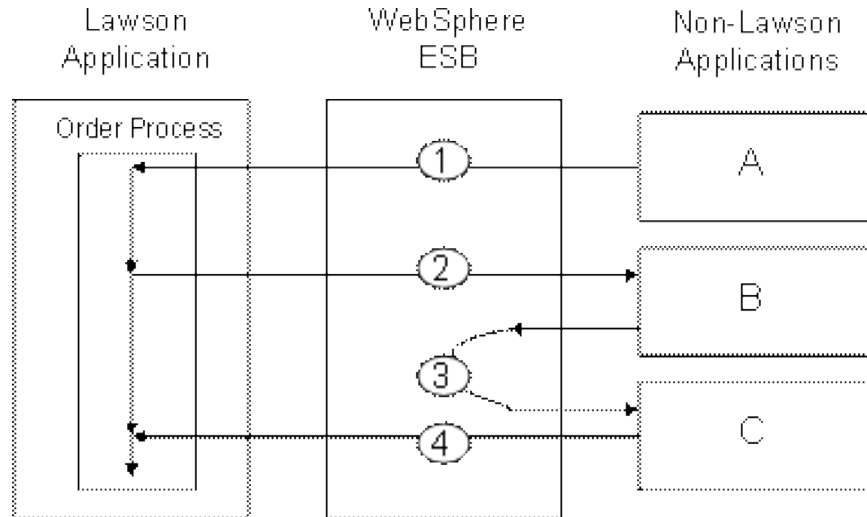 Lawson
Application
WebSphere
ESB
Non-Lawson
Applications
Order Process
1
A
2
B
3
C
4